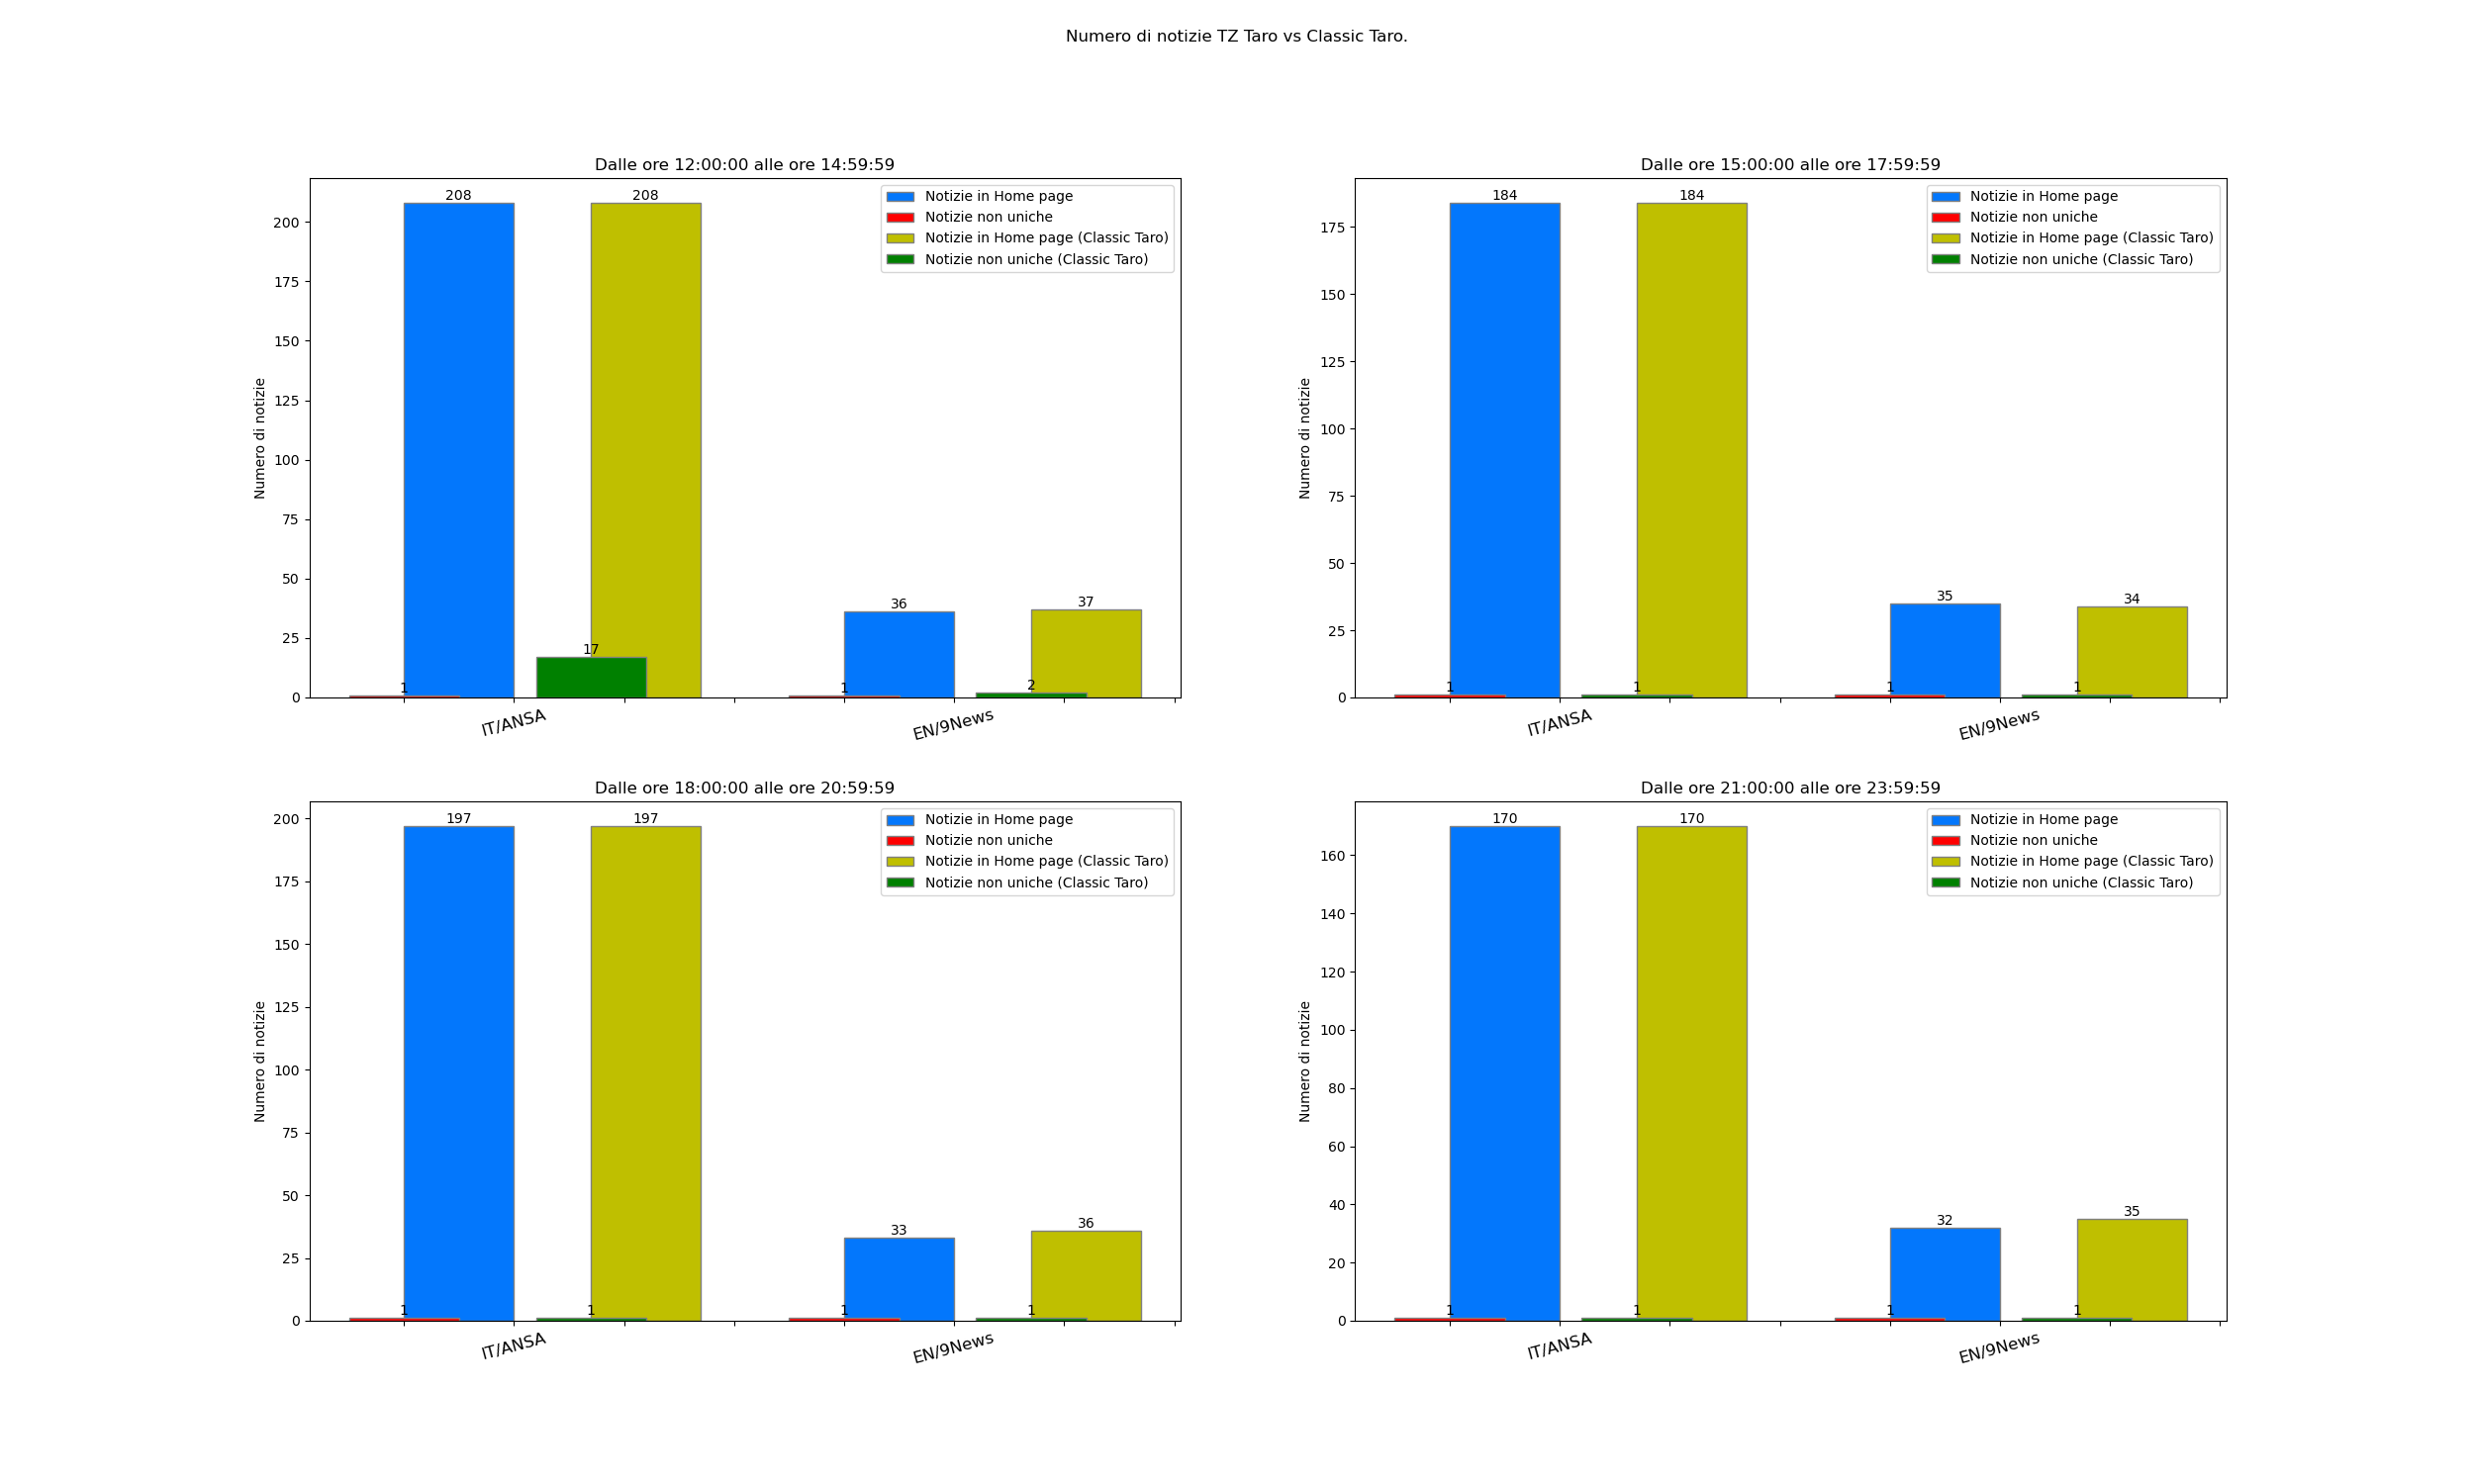 Numero di notizie TZ Taro vs Classic Taro.
Dalle ore 12:00:00 alle ore 14:59:59
Numero di notizie
200
175
150
125
100
75
50
25
0
208
208
17
1
36
37
1
2
Notizie in Home page
Notizie non uniche
Notizie in Home page (Classic Taro)
Notizie non uniche (Classic Taro)
IT/ANSA
EN/9News
Dalle ore 15:00:00 alle ore 17:59:59
Numero di notizie
175
150
125
100
75
50
25
0
184
184
1
1
35
34
1
1
Notizie in Home page
Notizie non uniche
Notizie in Home page (Classic Taro)
Notizie non uniche (Classic Taro)
IT/ANSA
EN/9News
Dalle ore 18:00:00 alle ore 20:59:59
Numero di notizie
200
175
150
125
100
75
50
25
0
197
197
1
1
33
36
1
1
Notizie in Home page
Notizie non uniche
Notizie in Home page (Classic Taro)
Notizie non uniche (Classic Taro)
IT/ANSA
EN/9News
Dalle ore 21:00:00 alle ore 23:59:59
Numero di notizie
160
140
120
100
80
60
40
20
0
170
170
1
1
32
35
1
1
Notizie in Home page
Notizie non uniche
Notizie in Home page (Classic Taro)
Notizie non uniche (Classic Taro)
IT/ANSA
EN/9News